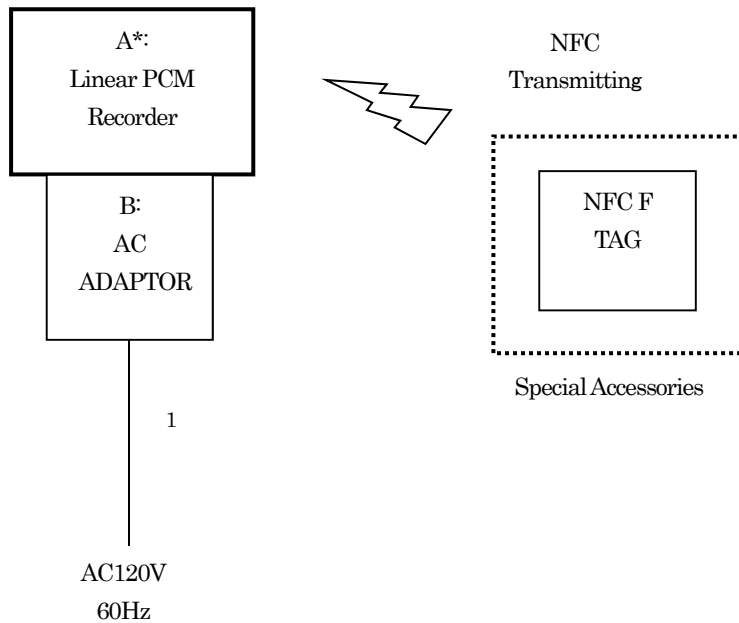 A*:
Linear PCM
Recorder
B:
AC
ADAPTOR
1
AC120V
60Hz
NFC
Transmitting
NFC F
TAG
Special Accessories